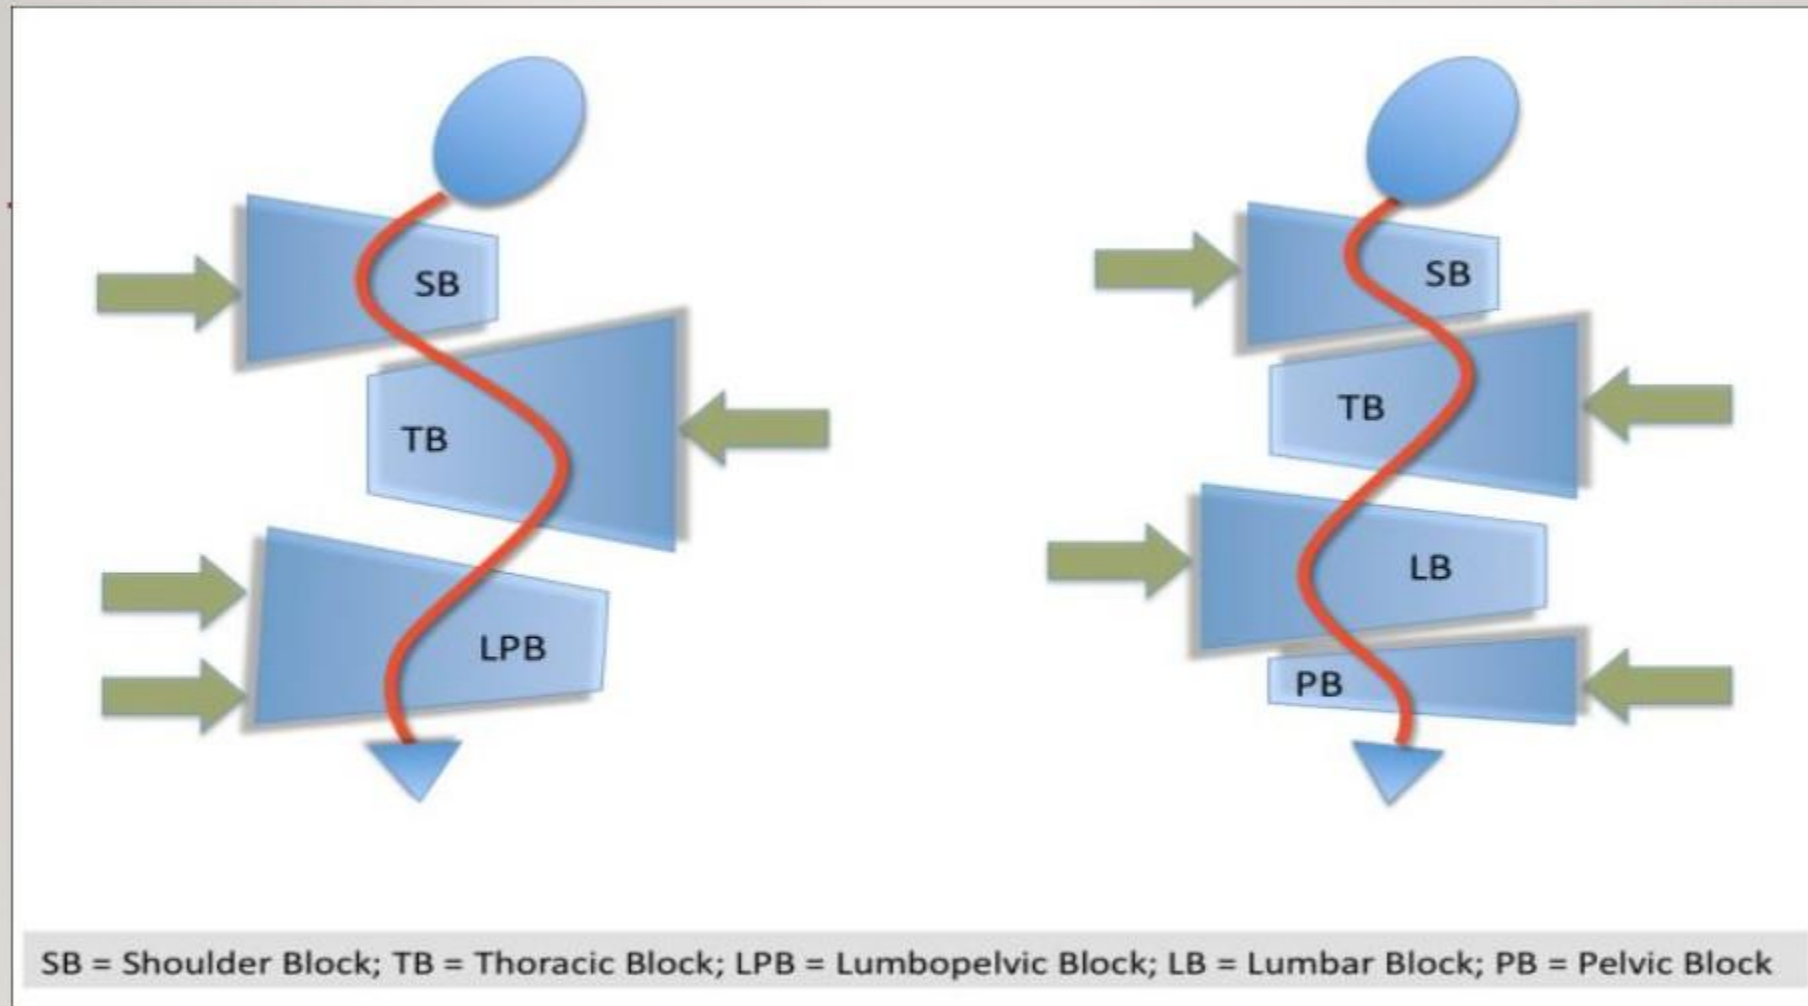 SB
TB
LPB
SB
TB
LB
PB
SB = Shoulder Block; TB = Thoracic Block; LPB = Lumbopelvic Block; LB = Lumbar Block; PB = Pelvic Block